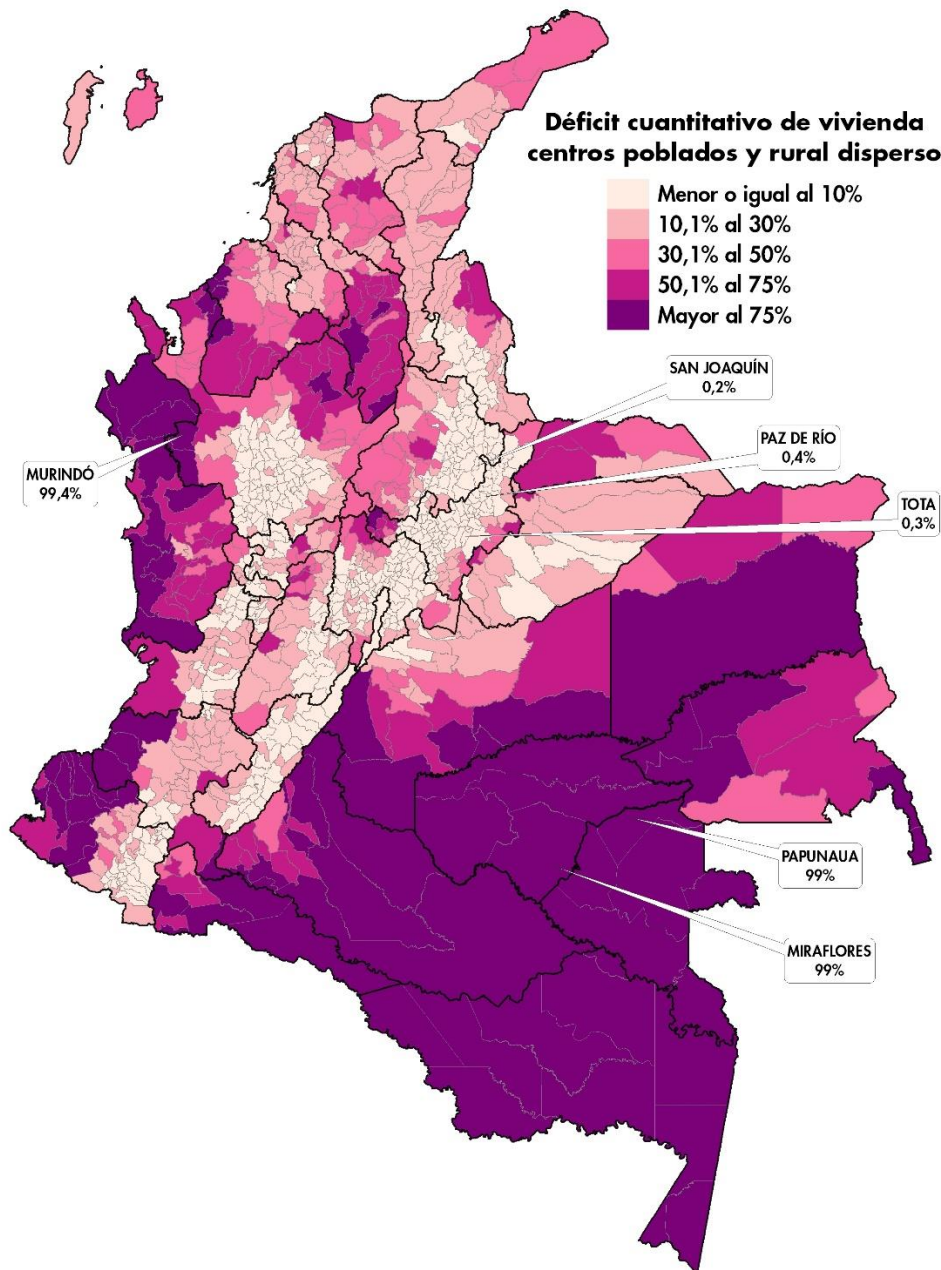 Déficit cuantitativo de vivienda
centros poblados y rural disperso
Menor o igual al 10%
10,1% al 30%
30,1% al 50%
50,1% al 75%
Mayor al 75%
SAN JOAQUÍN
0,2%
PAZ DE RÍO
0,4%
MURINDÓ
99,4%
TOTA
0,3%
PAPUNAUA
99%
MIRAFLORES
99%